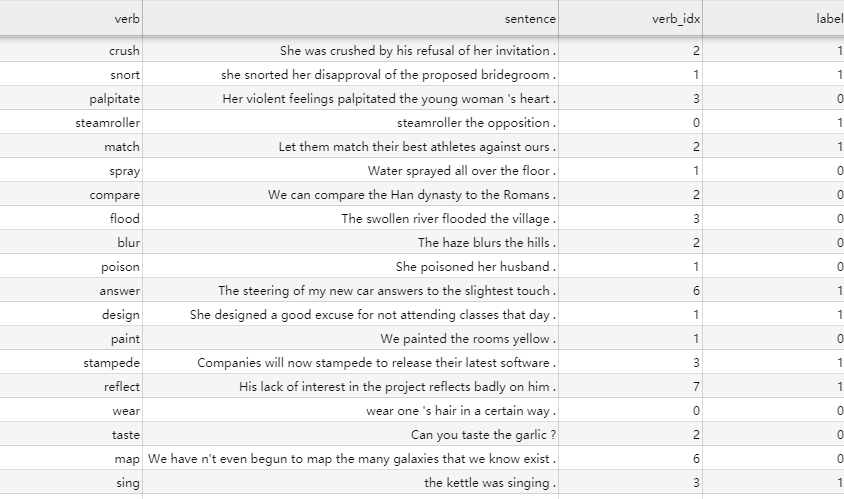 verb sentence verb_idx label
crush She was crushed by his refusal of her invitation . 2 1
snort she snorted her disapproval of the proposed bridegroom . 1 1
palpitate Her violent feelings palpitated the young woman 's heart . 3 0
steamroller steamroller the opposition . 0 1
match Let them match their best athletes against ours . 2 1
spray Water sprayed all over the floor . 1 0
compare We can compare the Han dynasty to the Romans . 2 0
flood The swollen river flooded the village . 3 0
blur The haze blurs the hills . 2 0
poison She poisoned her husband . 1 0
answer The steering of my new car answers to the slightest touch . 6 1
design She designed a good excuse for not attending classes that day . 1 1
paint We painted the rooms yellow . 1 0
stampede Companies will now stampede to release their latest software . 3 1
reflect His lack of interest in the project reflects badly on him . 7 1
wear wear one 's hair in a certain way . 0 0
taste Can you taste the garlic ? 2 0
map We have n't even begun to map the many galaxies that we know exist . 6 0
sing the kettle was singing . 3 1